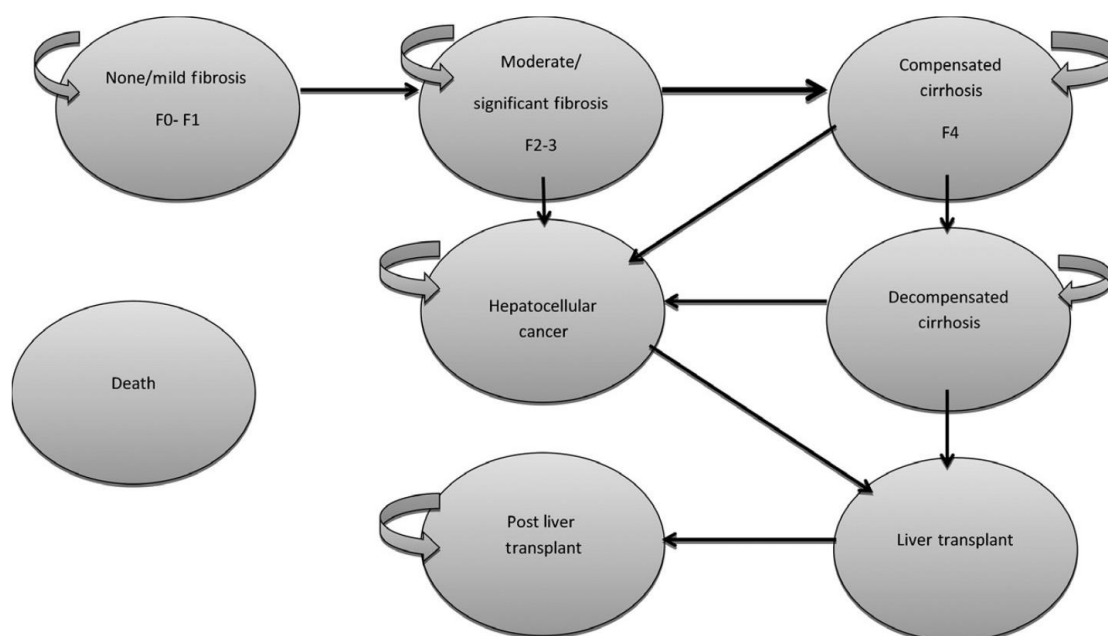 None/mild fibrosis
F0- F1
Moderate/
significant fibrosis
F2-3
Compensated
cirrhosis
F4
Hepatocellular
cancer
Decompensated
cirrhosis
Death
Post liver
transplant
Liver transplant